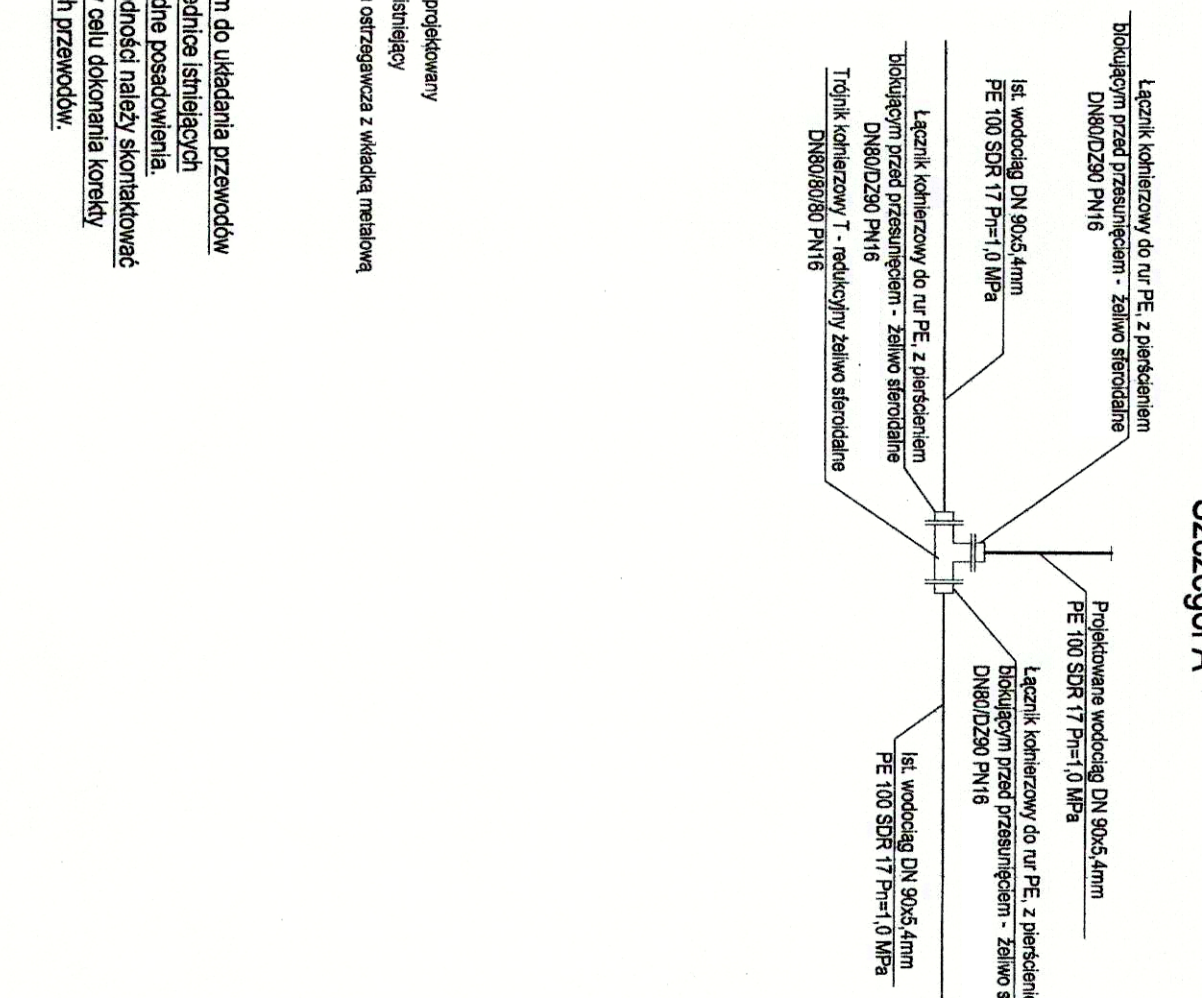 Szczegół A
Łącznik kołnierzowy do rur PE, z pierścieniem
blokującym przed przesunięciem - żeliwo sferoidalne
DN80/DZ90 PN16
Projektowane wodociąg DN 90x5,4mm
PE 100 SDR 17 Pn=1,0 MPa
Ist. wodociąg DN 90x5,4mm
PE 100 SDR 17 Pn=1,0 MPa
Łącznik kołnierzowy do rur PE, z pierścieni
blokującym przed przesunięciem - żeliwo s
DN80/DZ90 PN16
Łącznik kołnierzowy do rur PE, z pierścieniem
blokującym przed przesunięciem - żeliwo sferoidalne
DN80/DZ90 PN16
Ist. wodociąg DN 90x5,4mm
PE 100 SDR 17 Pn=1,0 MPa
Trójnik kołnierzowy T - redukcyjny żeliwo sferoidalne
DN80/80/80 PN16
projektowany
istniejący
ostrzegawcza z wkładką metalową
m do układania przewodów
ednice istniejących
dne posadowienia.
dności należy skontaktować
celu dokonania korekty
h przewodów.